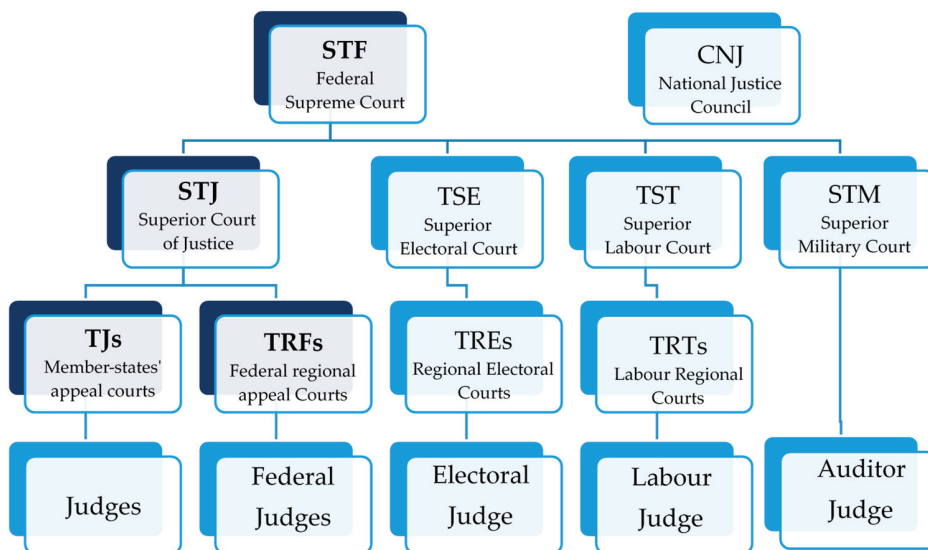 STF
Federal
Supreme Court
CNJ
National Justice
Council
STJ
Superior Court
of Justice
TSE
Superior
Electoral Court
TST
Superior
Labour Court
STM
Superior
Military Court
TJs
Member-states'
appeal courts
TRFs
Federal regional
appeal Courts
TREs
Regional Electoral
Courts
TRTs
Labour Regional
Courts
Judges
Federal
Judges
Electoral
Judge
Labour
Judge
Auditor
Judge